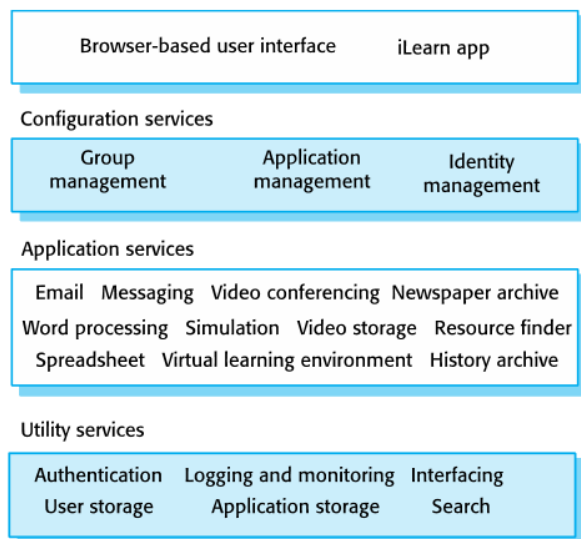 Browser-based user interface iLearn app
Configuration services
Group management Application management Identity management
Application services
Email Messaging Video conferencing Newspaper archive
Word processing Simulation Video storage Resource finder
Spreadsheet Virtual learning environment History archive
Utility services
Authentication Logging and monitoring Interfacing
User storage Application storage Search